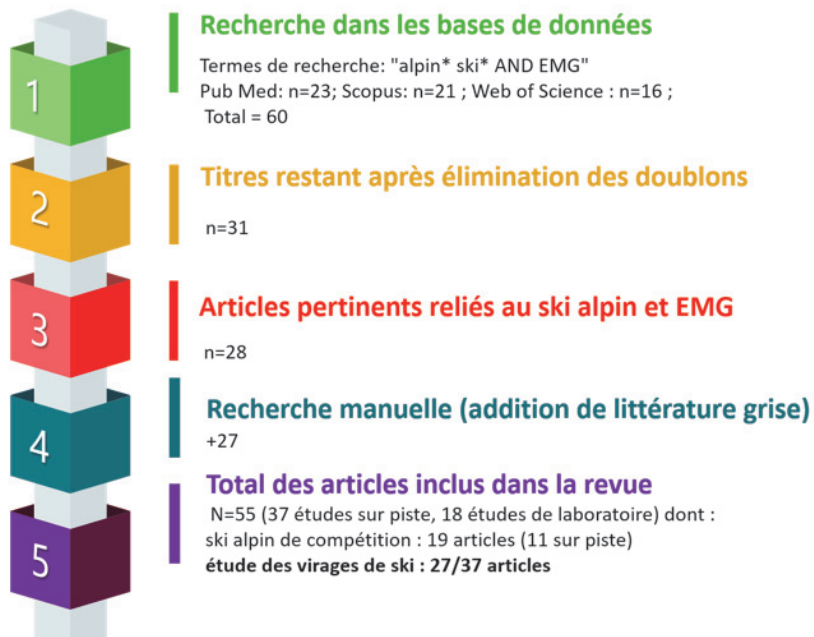 1
Recherche dans les bases de données
Termes de recherche: "alpin* ski* AND EMG"
Pub Med: n=23; Scopus: n=21 ; Web of Science : n=16 ;
Total = 60
2
Titres restant après élimination des doublons
n=31
3
Articles pertinents reliés au ski alpin et EMG
n=28
4
Recherche manuelle (addition de littérature grise)
+27
5
Total des articles inclus dans la revue
N=55 (37 études sur piste, 18 études de laboratoire) dont :
ski alpin de compétition : 19 articles (11 sur piste)
étude des virages de ski : 27/37 articles